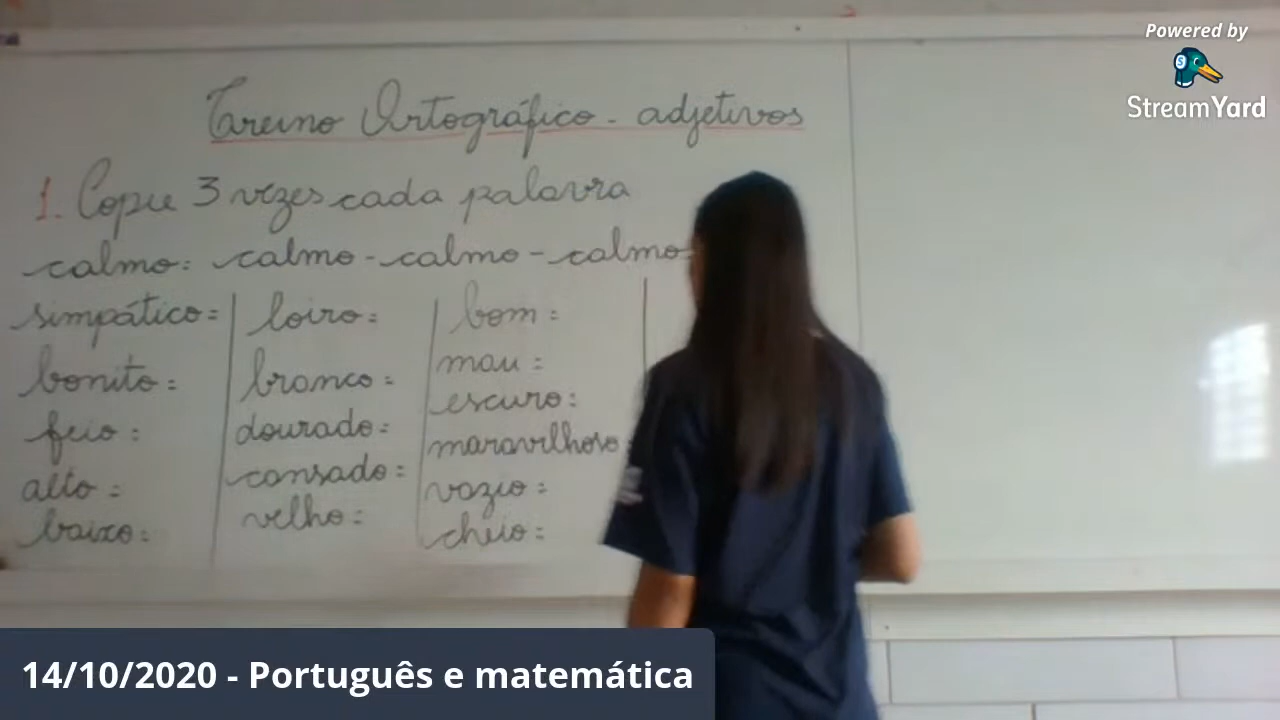 Treino Ortográfico - adjetivos
1. Copie 3 vezes cada palavra
calmo: calmo - calmo - calmo
simpático:
bonito:
feio:
alto:
baixo:
loiro:
branco:
dourado:
cansado:
velho:
bom:
mau:
escuro:
maravilhoso:
vazio:
cheio:
Powered by
StreamYard
14/10/2020 - Português e matemática